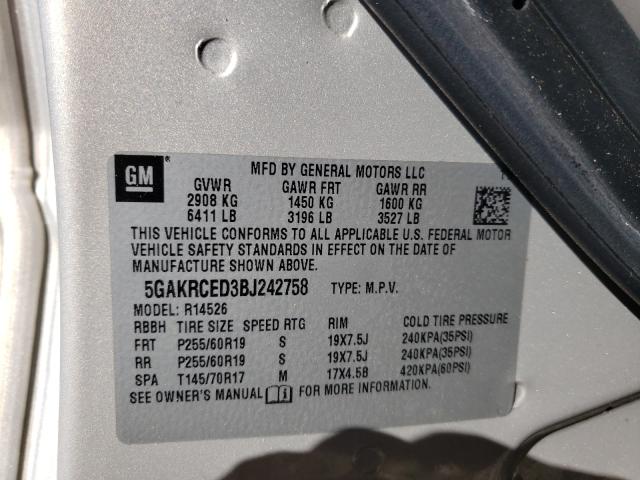 GM
MFD BY GENERAL MOTORS LLC
GVWR GAWR FRT GAWR RR
2908 KG 1450 KG 1600 KG
6411 LB 3196 LB 3527 LB
THIS VEHICLE CONFORMS TO ALL APPLICABLE U.S. FEDERAL MOTOR
VEHICLE SAFETY STANDARDS IN EFFECT ON THE DATE OF
MANUFACTURE SHOWN ABOVE.
5GAKRCED3BJ242758 TYPE: M.P.V.
MODEL: R14526
RBBH TIRE SIZE SPEED RTG RIM COLD TIRE PRESSURE
FRT P255/60R19 S 19X7.5J 240KPA(35PSI)
RR P255/60R19 S 19X7.5J 240KPA(35PSI)
SPA T145/70R17 M 17X4.5B 420KPA(60PSI)
SEE OWNER'S MANUAL FOR MORE INFORMATION.